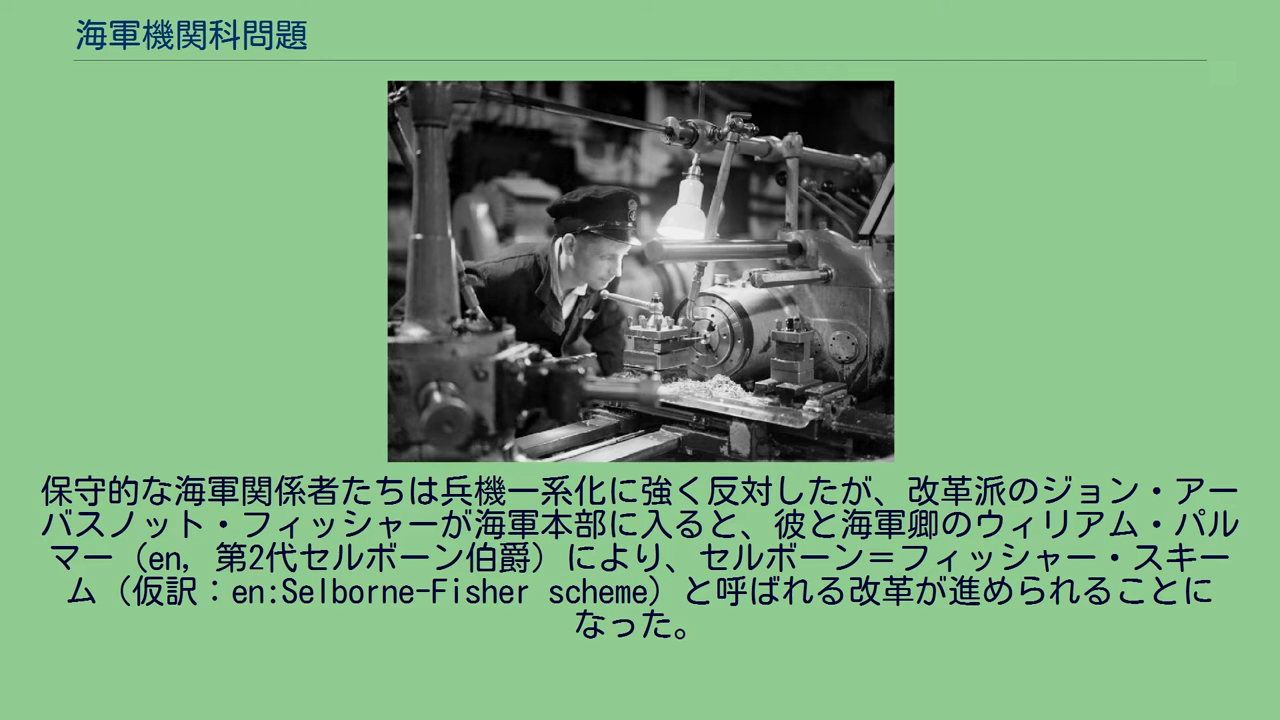 海軍機関科問題
保守的な海軍関係者たちは兵機一系化に強く反対したが、改革派のジョン・アー
バスノット・フィッシャーが海軍本部に入ると、彼と海軍卿のウィリアム・パル
マー（en, 第2代セルボーン伯爵）により、セルボーン＝フィッシャー・スキー
ム（仮訳：en:Selborne-Fisher scheme）と呼ばれる改革が進められることに
なった。